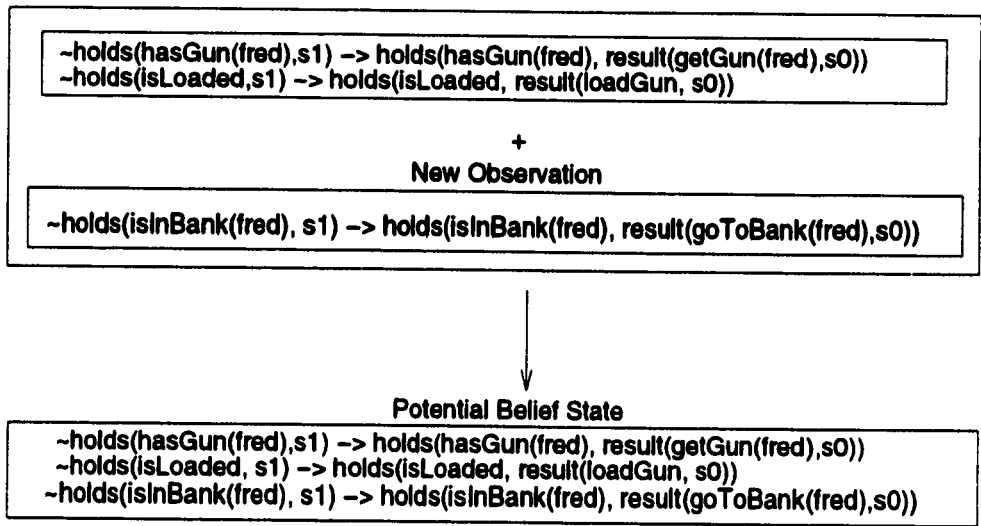 ~holds(hasGun(fred),s1) –> holds(hasGun(fred), result(getGun(fred),s0))
~holds(isLoaded,s1) –> holds(isLoaded, result(loadGun, s0))
+
New Observation
~holds(isInBank(fred), s1) –> holds(isInBank(fred), result(goToBank(fred),s0))
Potential Belief State
~holds(hasGun(fred),s1) –> holds(hasGun(fred), result(getGun(fred),s0))
~holds(isLoaded, s1) –> holds(isLoaded, result(loadGun, s0))
~holds(isInBank(fred), s1) –> holds(isInBank(fred), result(goToBank(fred),s0))